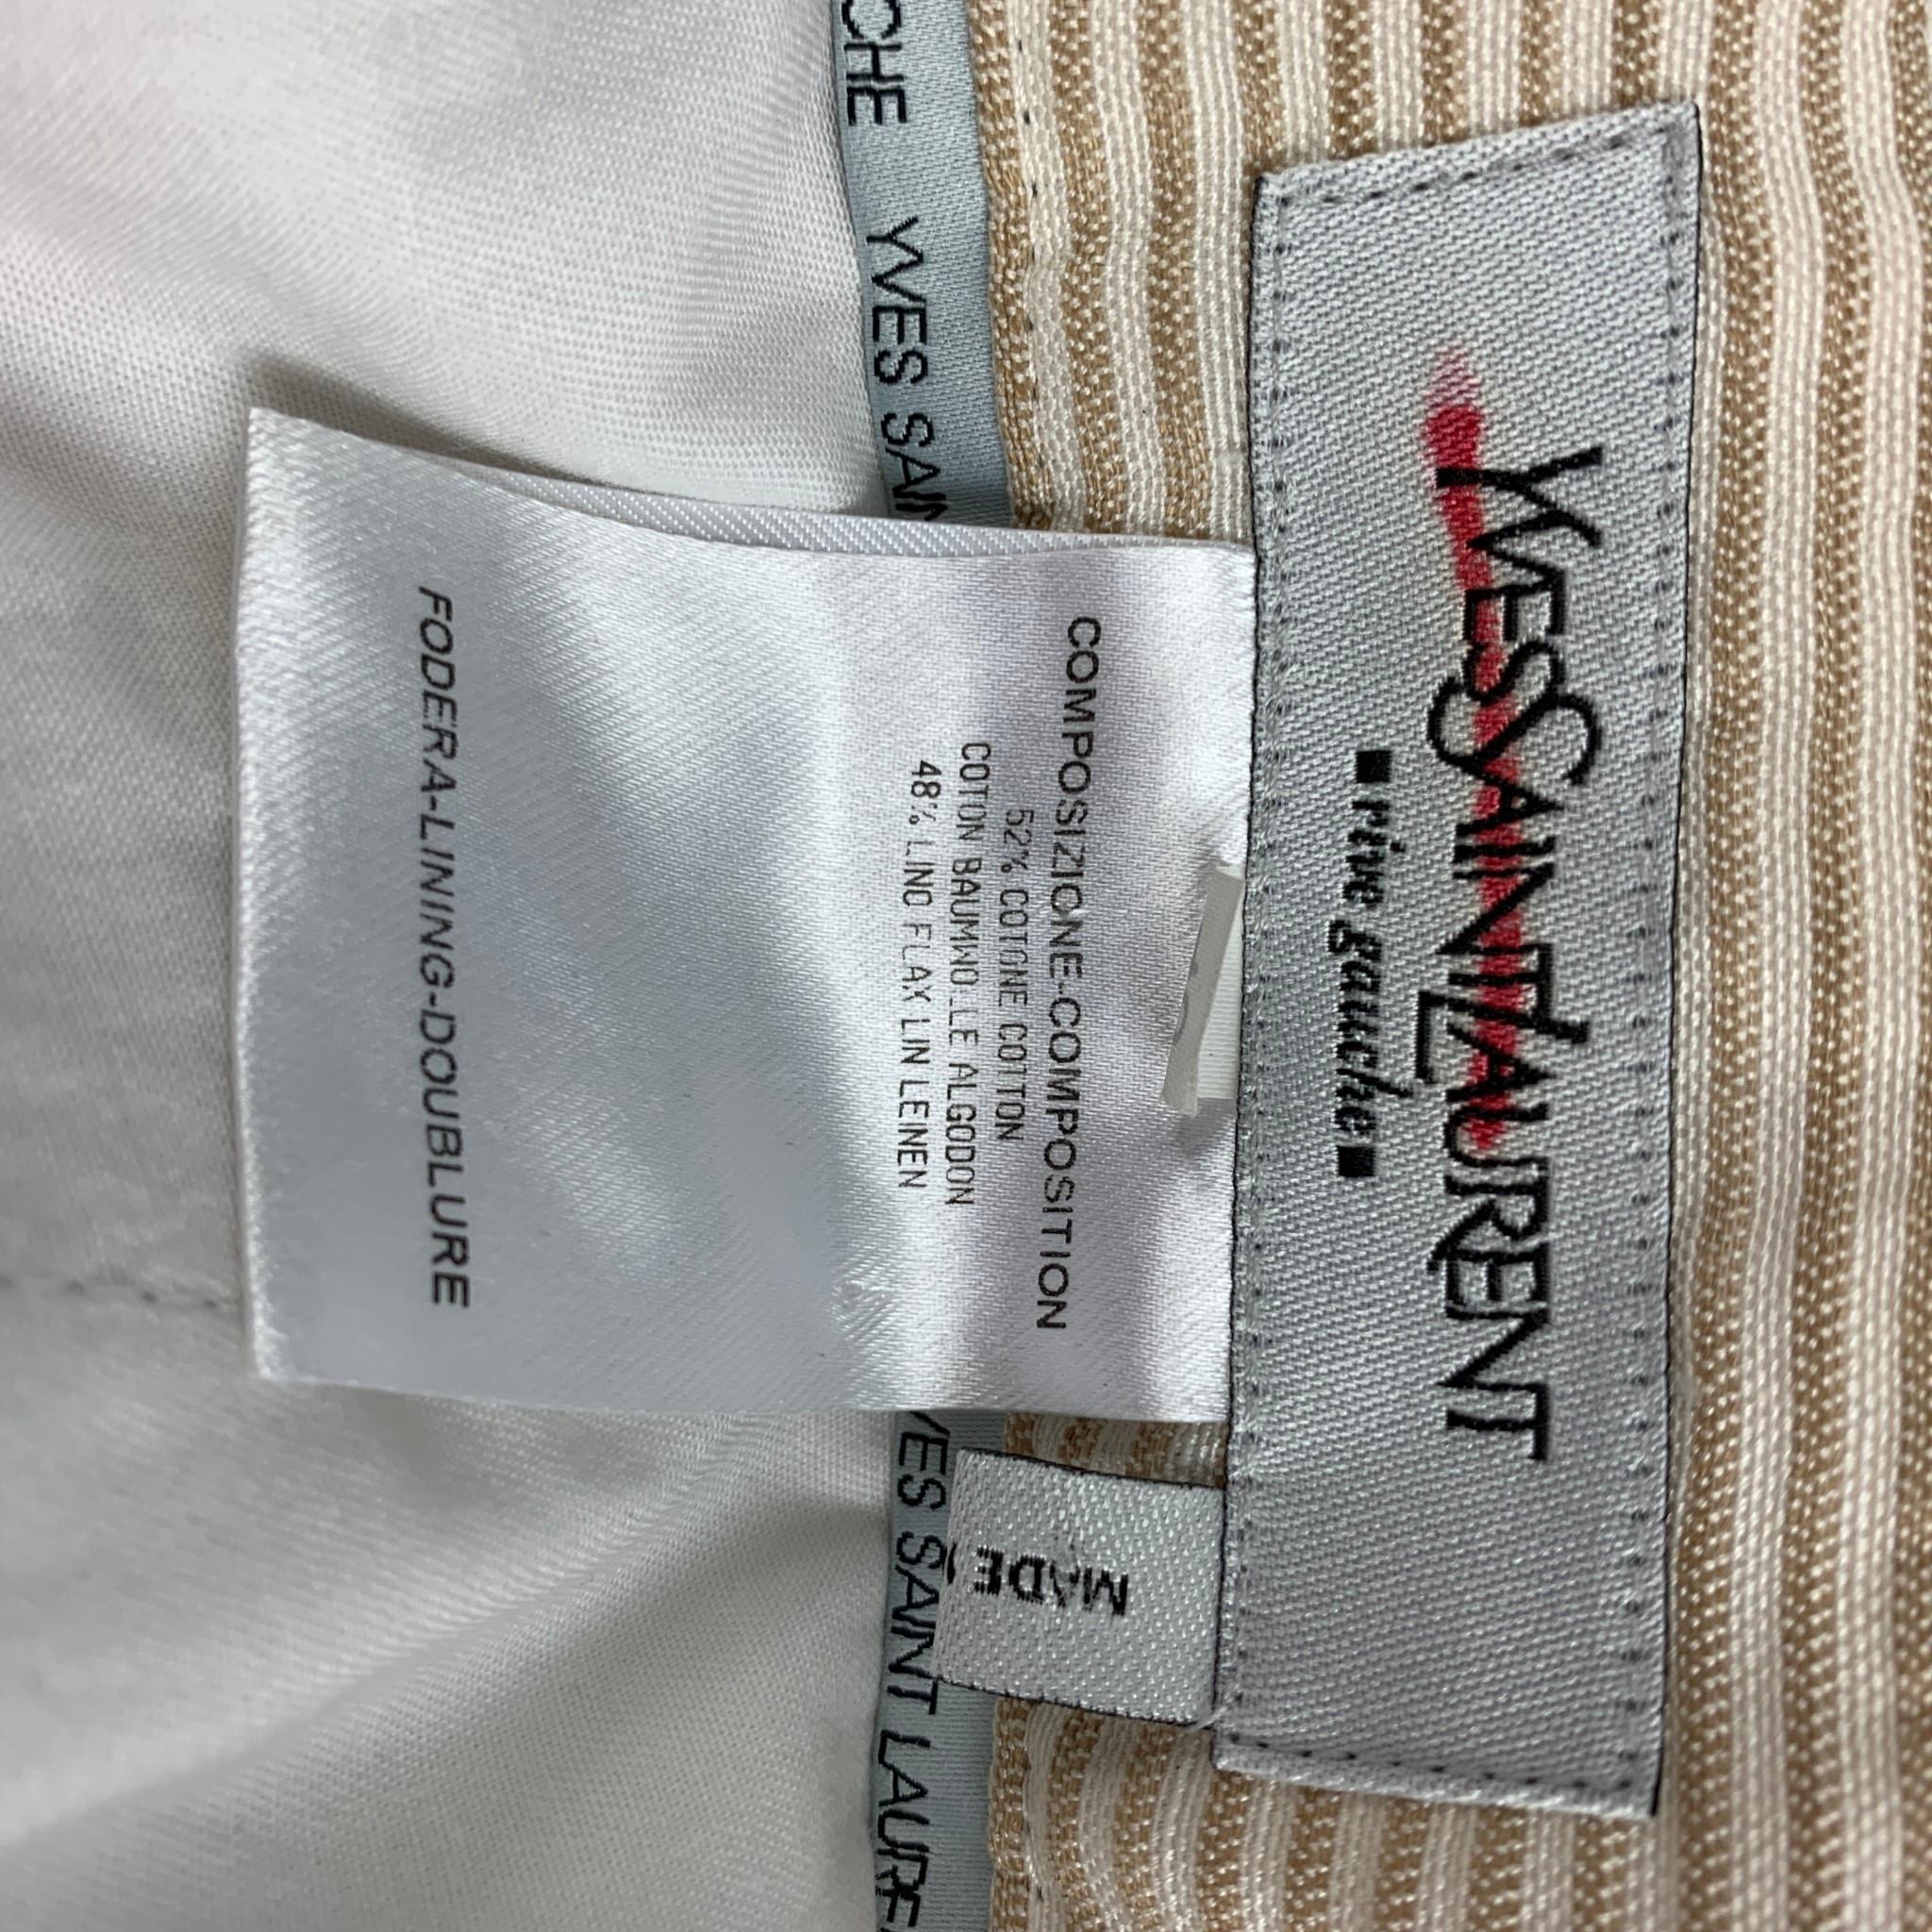 YVES SAINT LAURENT
rive gauche
COMPOSIZIONE-COMPOSITION
52% COTONE COTTON
COTON BAUMWOLLE ALGODON
48% LINO FLAX LIN LEINEN
FODERA-LINING-DOUBLURE
MADE
YVES
SAINT LAURENT